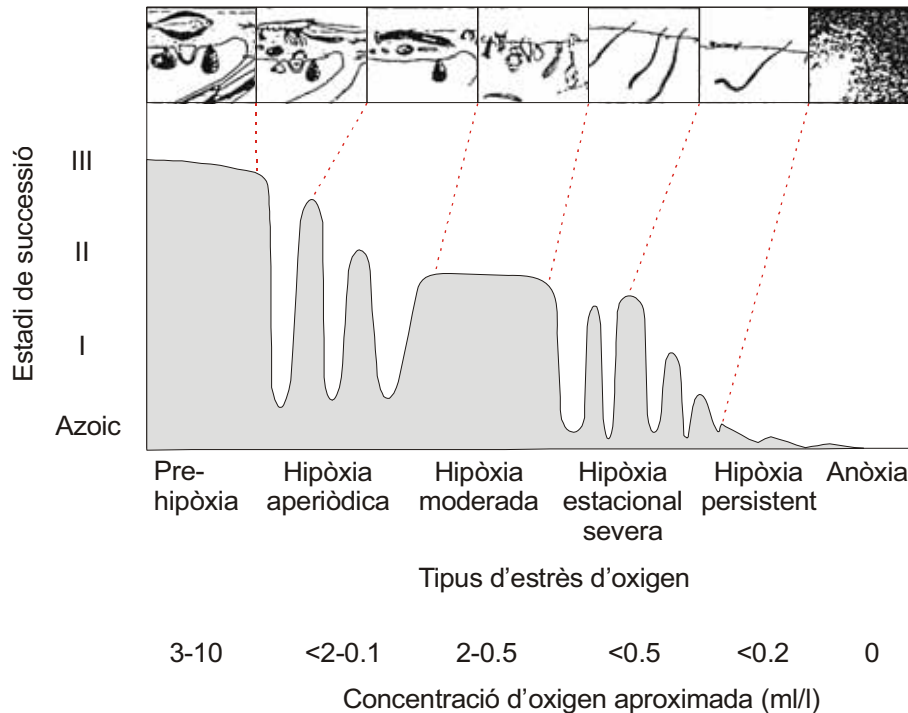 Estadi de successió
III
II
I
Azoic
Pre-
hipòxia
Hipòxia
aperiòdica
Hipòxia
moderada
Hipòxia
estacional
severa
Hipòxia
persistent
Anòxia
Tipus d'estrès d'oxigen
3-10 <2-0.1 2-0.5 <0.5 <0.2 0
Concentració d'oxigen aproximada (ml/l)